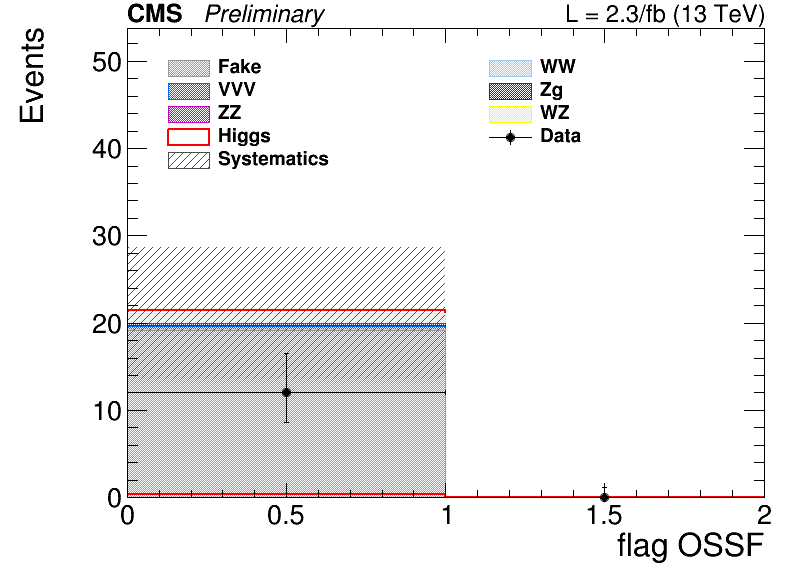 CMS Preliminary L = 2.3/fb (13 TeV)
Events
50
40
30
20
10
0
Fake
VVV
ZZ
Higgs
Systematics
WW
Zg
WZ
Data
0 0.5 1 1.5 2
flag OSSF